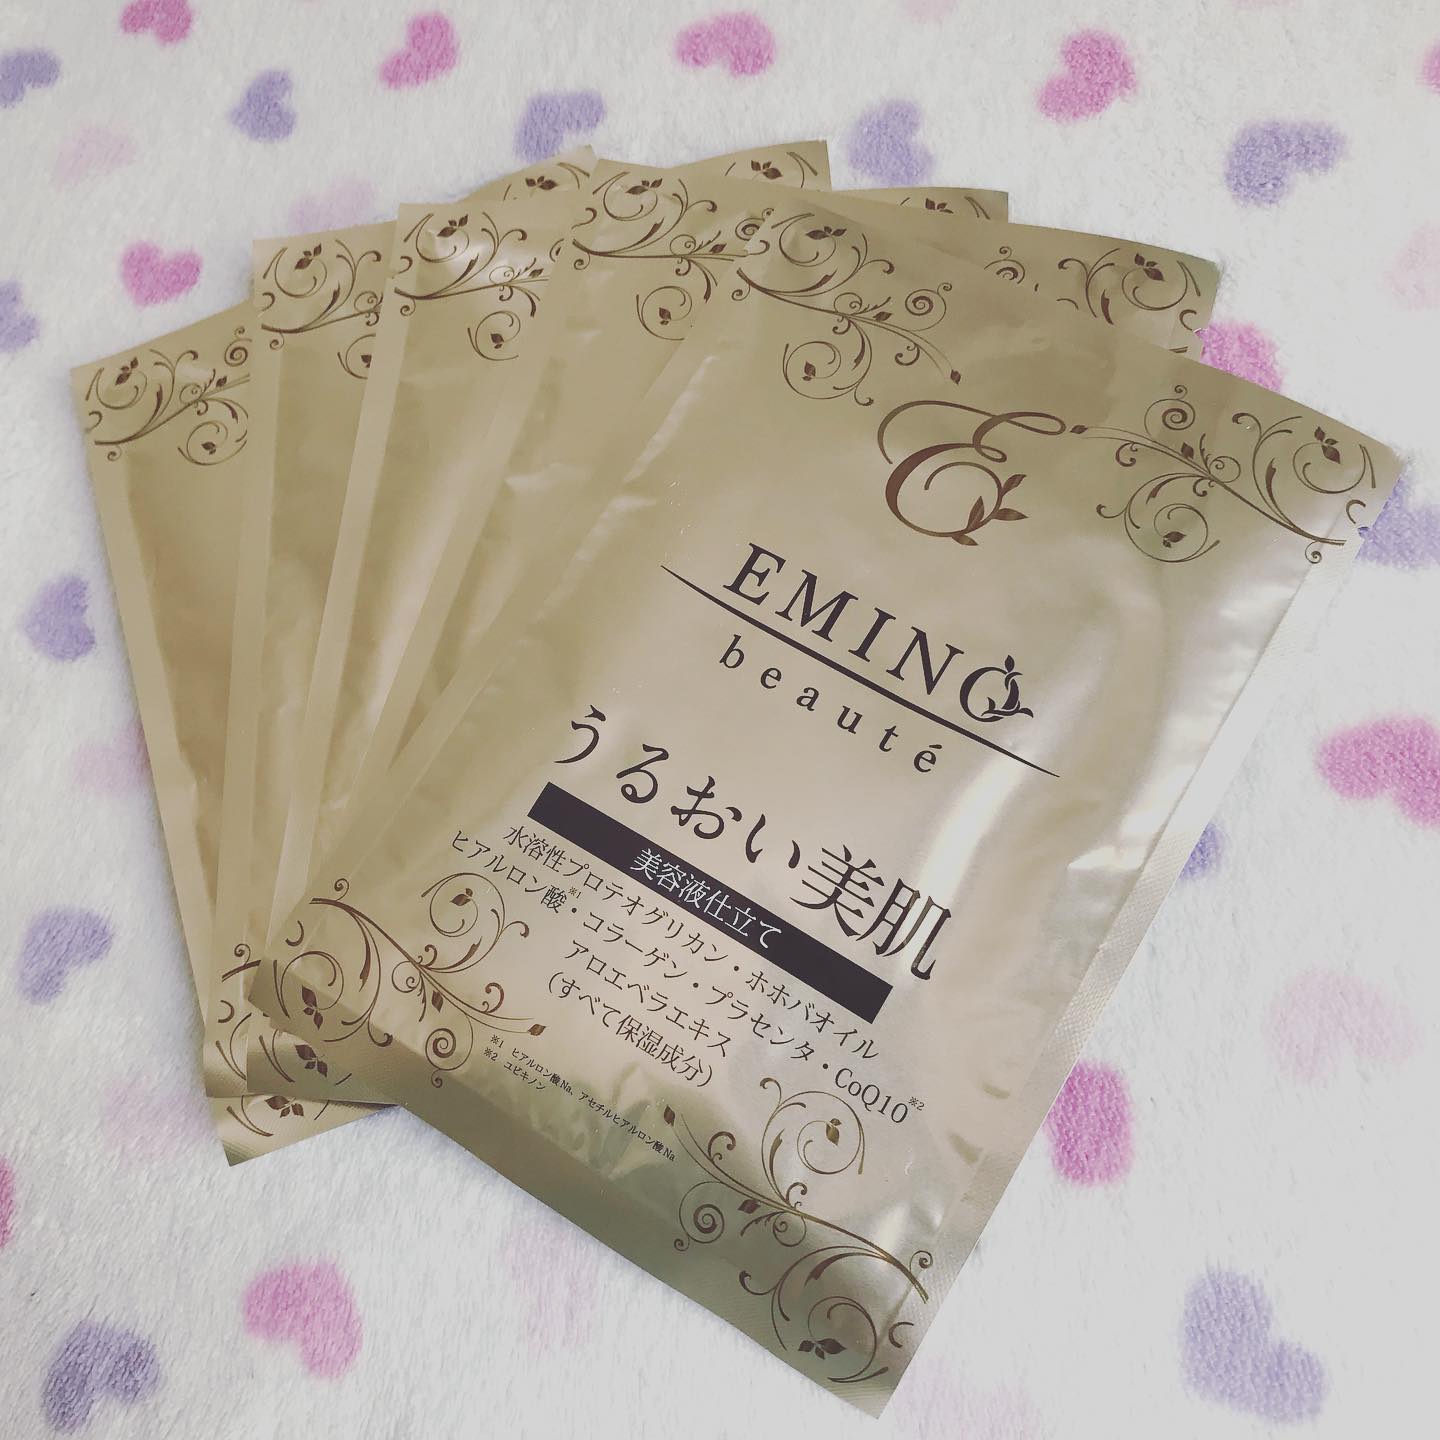 E
EMINO
beauté
うるおい美肌
美容液仕立て
水溶性プロテオグリカン・ホホバオイル
ヒアルロン酸※1・コラーゲン・プラセンタ・CoQ10※2
アロエベラエキス
(すべて保湿成分)
※1 ヒアルロン酸Na、アセチルヒアルロン酸Na
※2 ユビキノン